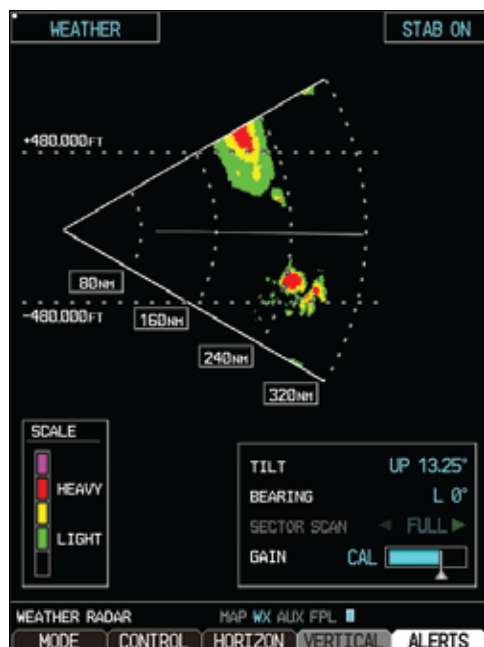 WEATHER
STAB ON
+480.000FT
80NM
-480.000FT
160NM
240NM
320NM
SCALE
HEAVY
LIGHT
TILT UP 13.25°
BEARING L 0°
SECTOR SCAN FULL
GAIN CAL
WEATHER RADAR MAP WX AUX FPL
MODE CONTROL HORIZON VERTICAL ALERTS